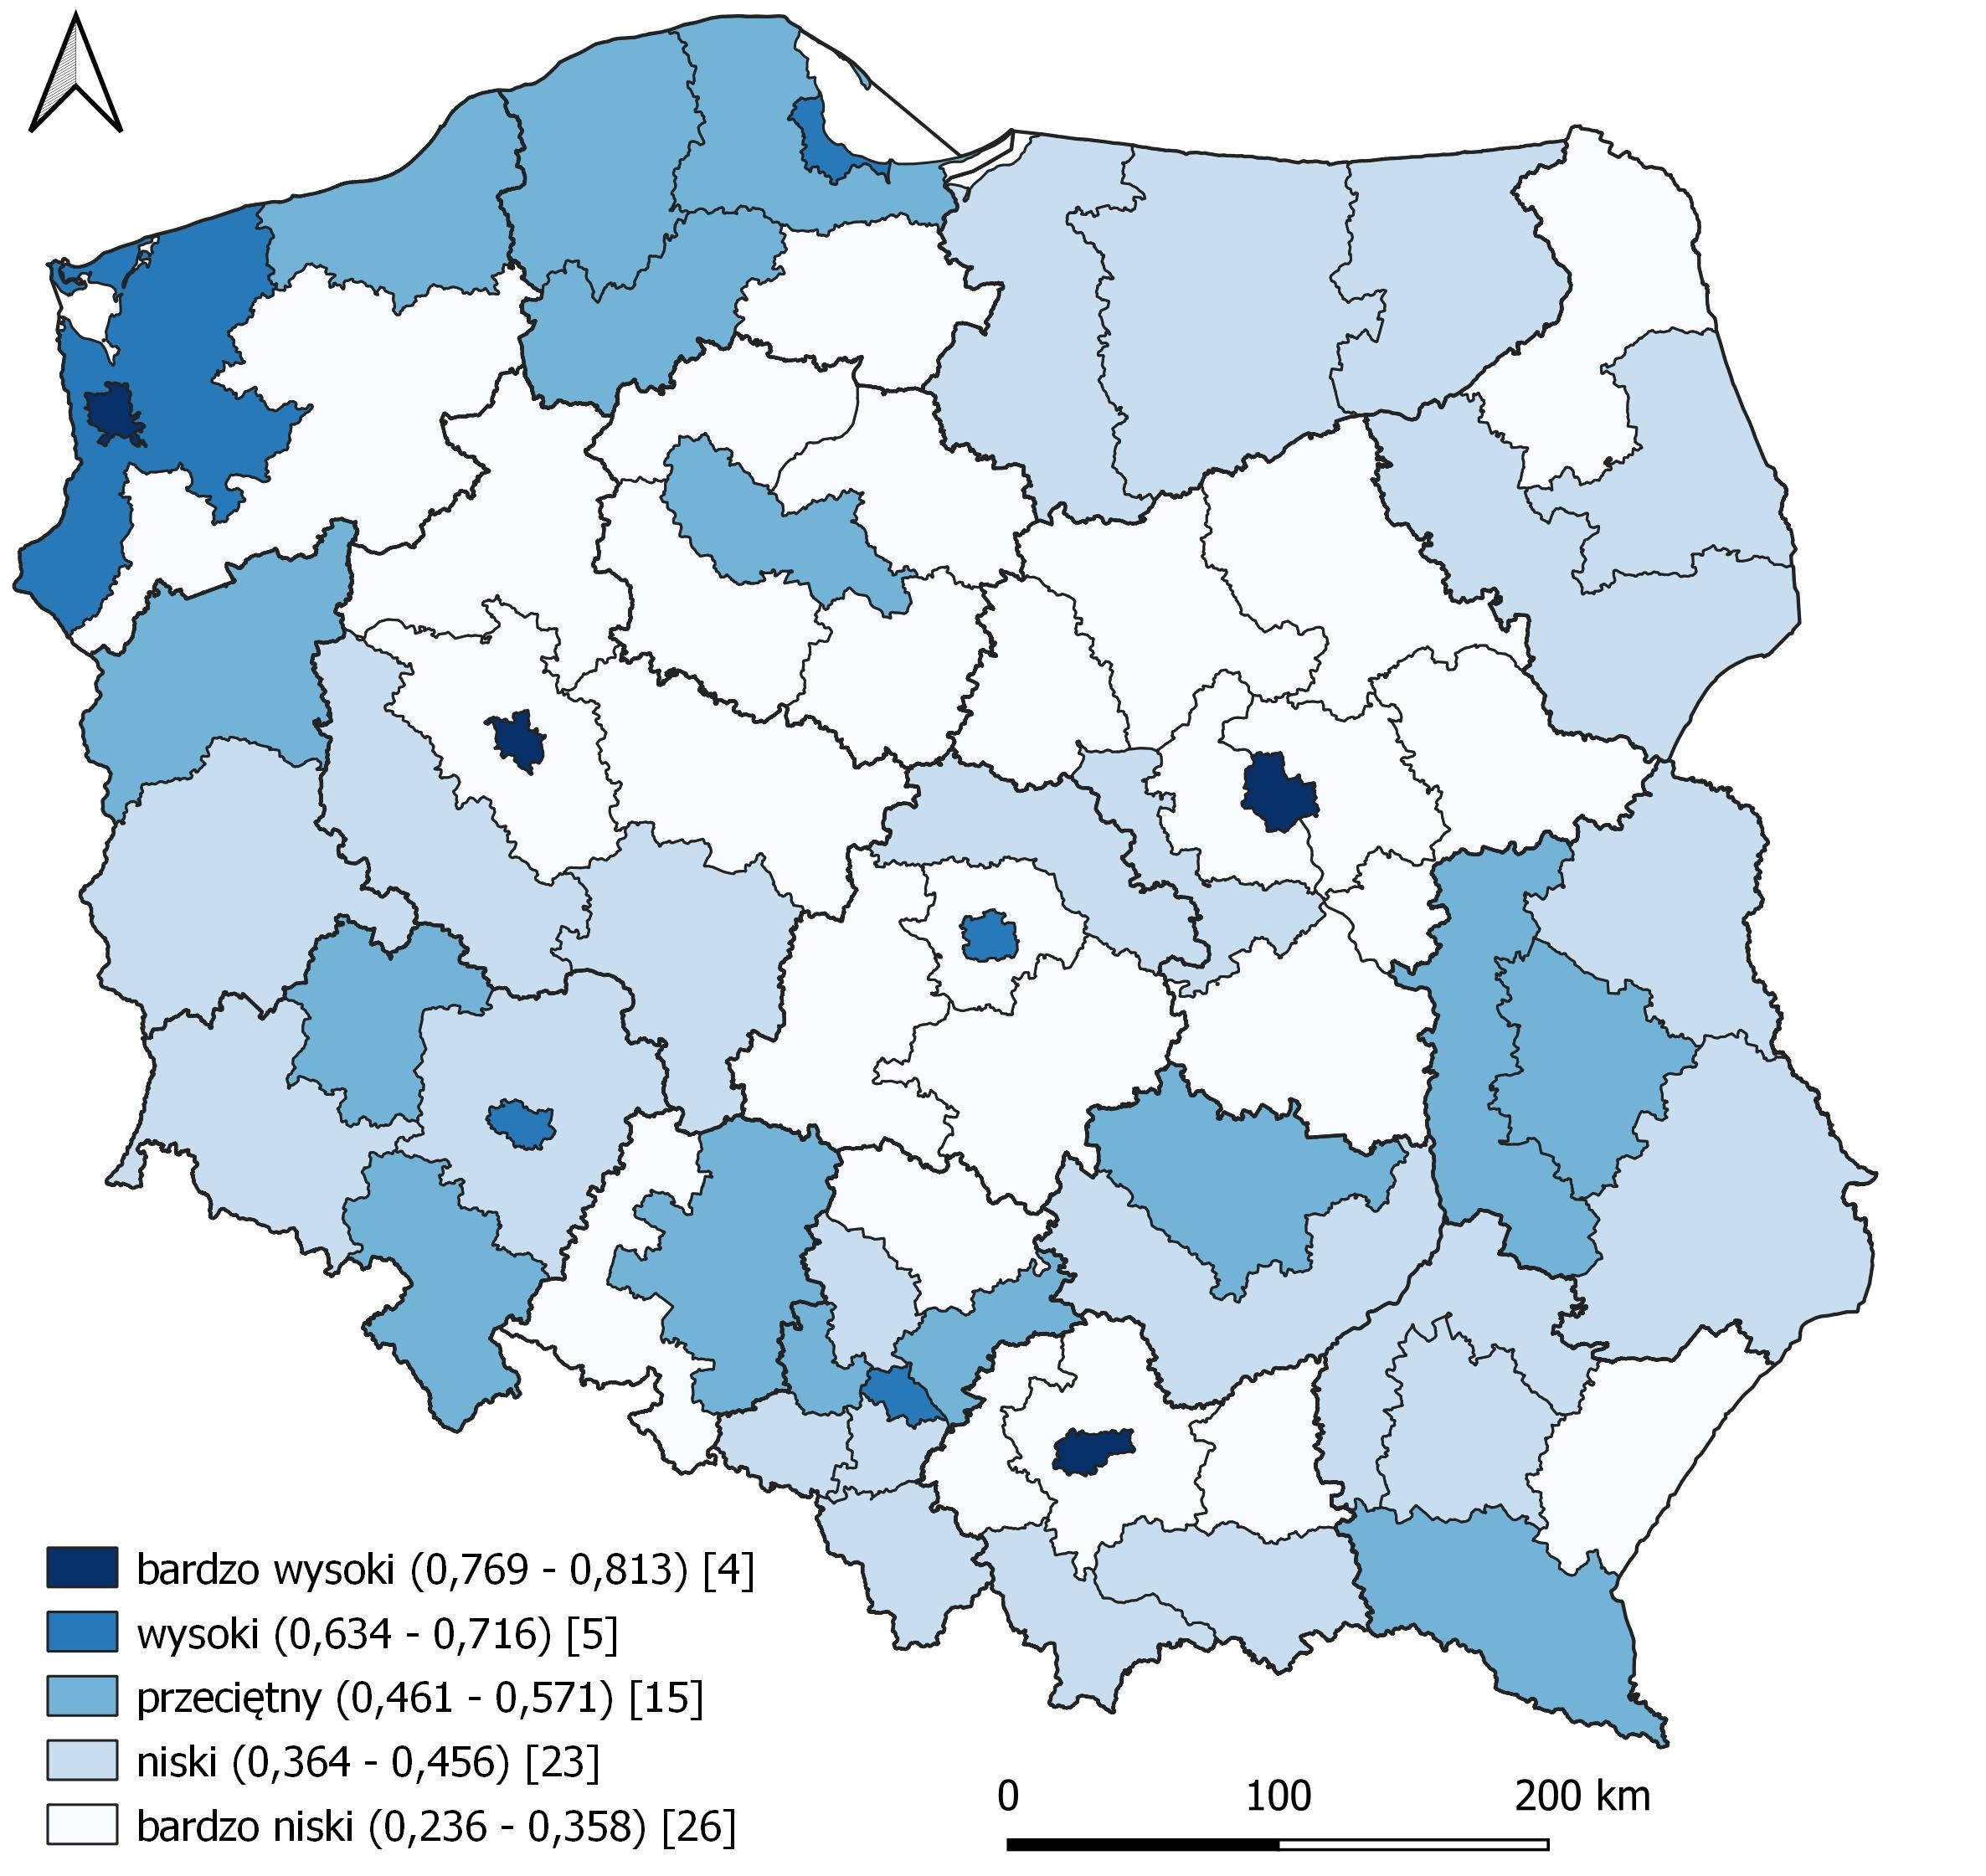 bardzo wysoki (0,769 - 0,813) [4]
wysoki (0,634 - 0,716) [5]
przeciętny (0,461 - 0,571) [15]
niski (0,364 - 0,456) [23]
bardzo niski (0,236 - 0,358) [26]
0 100 200 km